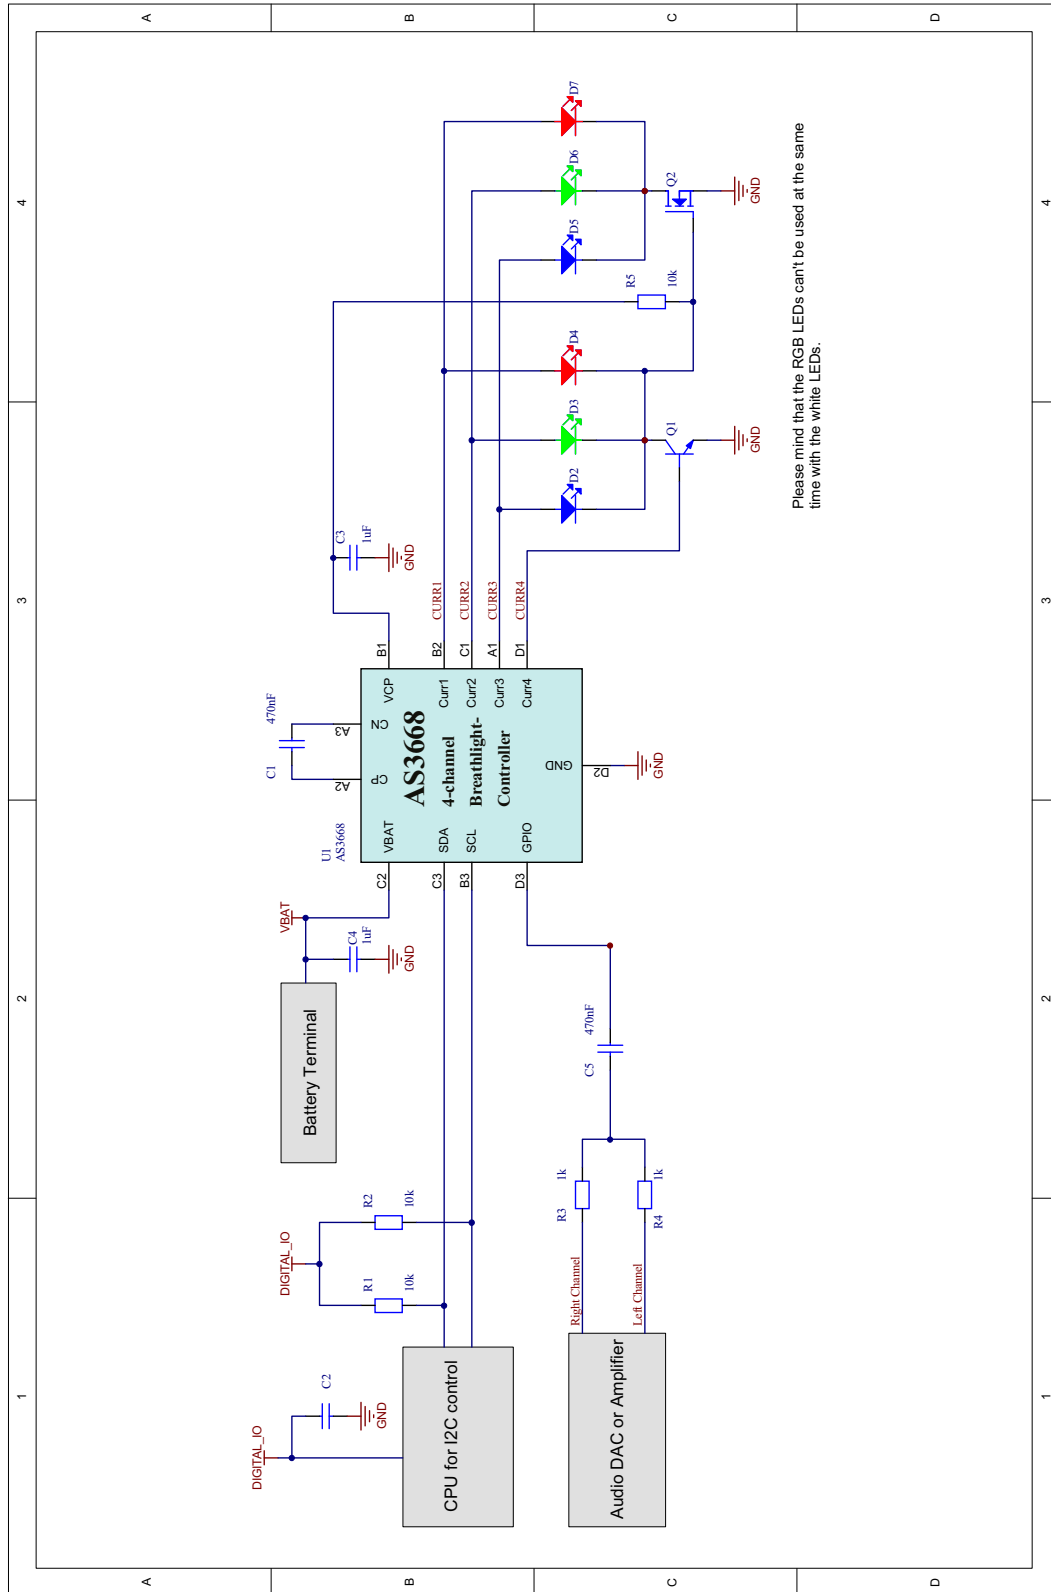 1
2
3
4
A
B
C
D
DIGITAL_IO
C2
GND
CPU for I2C control
DIGITAL_IO
R1
10k
R2
10k
Battery Terminal
VBAT
C4
1uF
GND
Audio DAC or Amplifier
Right Channel
Left Channel
R3
1k
R4
1k
C5
470nF
C1
470nF
U1
AS3668
C2
VBAT
C3
SDA
B3
SCL
D3
GPIO
A2
CP
A3
CN
AS3668
4-channel
Breathlight-
Controller
GND
D2
GND
VCP
B1
Curr1
B2
Curr2
C1
Curr3
A1
Curr4
D1
CURR1
CURR2
CURR3
CURR4
C3
1uF
GND
D2
D3
D4
Q1
GND
R5
10k
D5
D6
D7
Q2
GND
Please mind that the RGB LEDs can't be used at the same
time with the white LEDs.
1
2
3
4
A
B
C
D